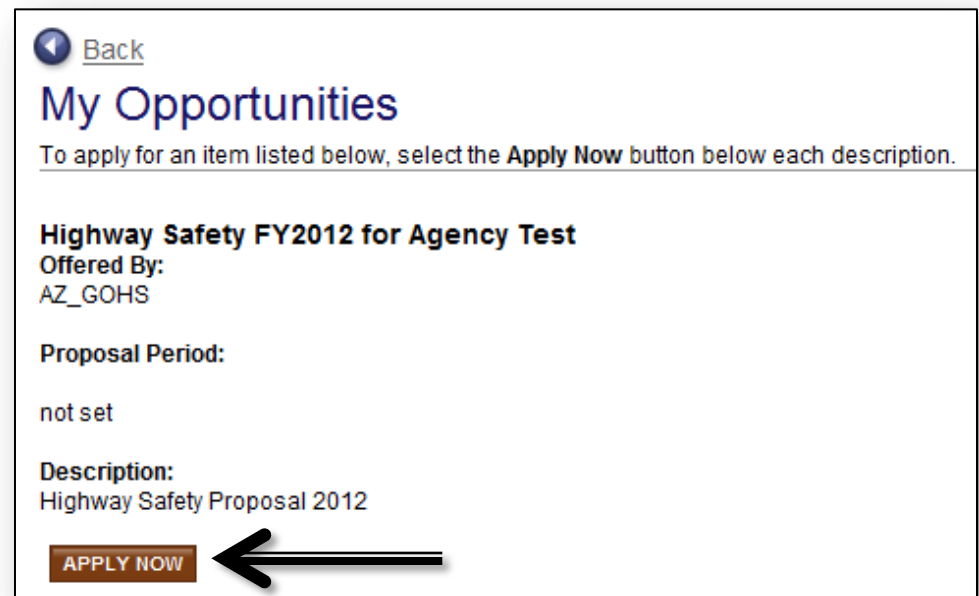 Back
My Opportunities
To apply for an item listed below, select the Apply Now button below each description.
Highway Safety FY2012 for Agency Test
Offered By:
AZ_GOHS
Proposal Period:
not set
Description:
Highway Safety Proposal 2012
APPLY NOW